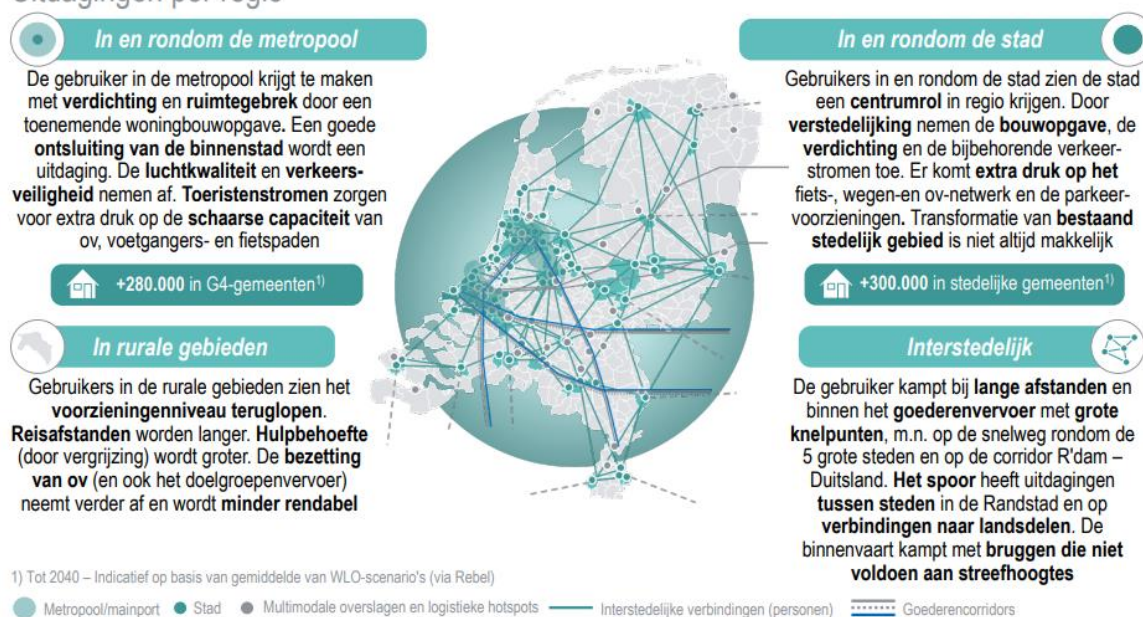 Uitdagingen per regio
In en rondom de metropool
De gebruiker in de metropool krijgt te maken
met verdichting en ruimtegebrek door een
toenemende woningbouwopgave. Een goede
ontsluiting van de binnenstad wordt een
uitdaging. De luchtkwaliteit en verkeers-
veiligheid nemen af. Toeristenstromen zorgen
voor extra druk op de schaarse capaciteit van
ov, voetgangers- en fietspaden
+280.000 in G4-gemeenten1)
In en rondom de stad
Gebruikers in en rondom de stad zien de stad
een centrumrol in regio krijgen. Door
verstedelijking nemen de bouwopgave, de
verdichting en de bijbehorende verkeer-
stromen toe. Er komt extra druk op het
fiets-, wegen-en ov-netwerk en de parkeer-
voorzieningen. Transformatie van bestaand
stedelijk gebied is niet altijd makkelijk
+300.000 in stedelijke gemeenten1)
In rurale gebieden
Gebruikers in de rurale gebieden zien het
voorzieningenniveau teruglopen.
Reisafstanden worden langer. Hulpbehoefte
(door vergrijzing) wordt groter. De bezetting
van ov (en ook het doelgroepenvervoer)
neemt verder af en wordt minder rendabel
Interstedelijk
De gebruiker kampt bij lange afstanden en
binnen het goederenvervoer met grote
knelpunten, m.n. op de snelweg rondom de
5 grote steden en op de corridor R'dam –
Duitsland. Het spoor heeft uitdagingen
tussen steden in de Randstad en op
verbindingen naar landsdelen. De
binnenvaart kampt met bruggen die niet
voldoen aan streefhoogtes
1) Tot 2040 – Indicatief op basis van gemiddelde van WLO-scenario's (via Rebel)
Metropool/mainport Stad Multimodale overslagen en logistieke hotspots Interstedelijke verbindingen (personen) Goederencorridors